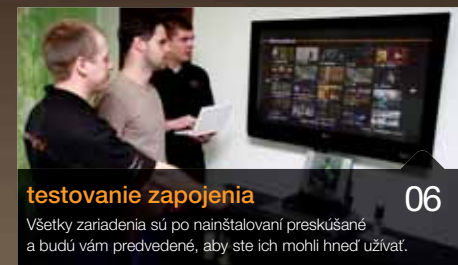 testovanie zapojenia
06
Všetky zariadenia sú po nainštalovaní preskúšané
a budú vám predvedené, aby ste ich mohli hneď užívať.